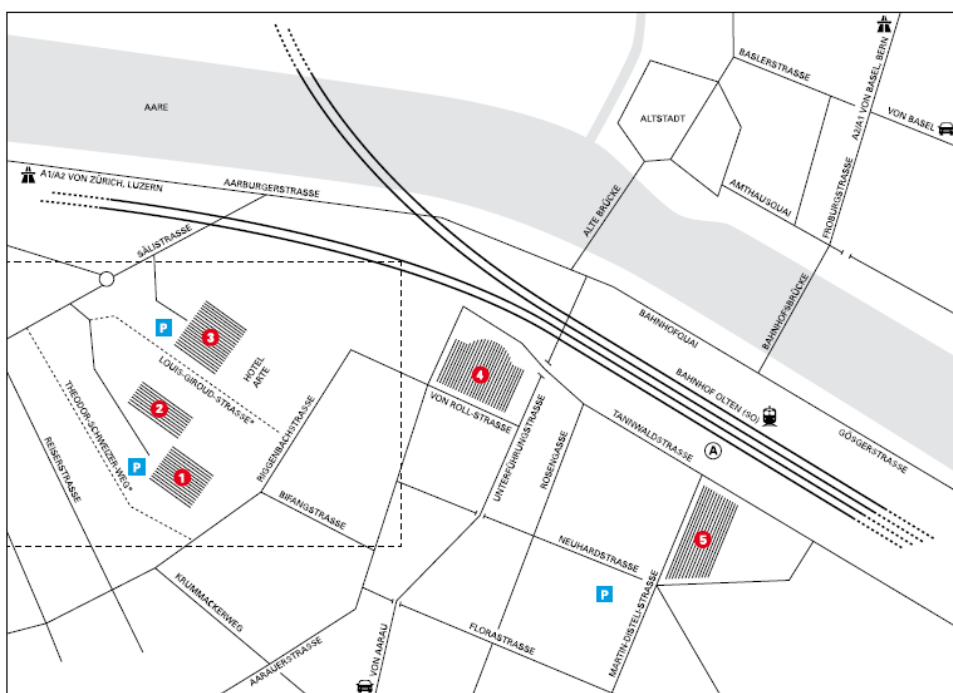 BASLERSTRASSE
A2/A1 VON BASEL, BERN
VON BASEL
AARE
ALTSTADT
A1/A2 VON ZÜRICH, LUZERN
AARBURGERSTRASSE
AMTHAUSQUAI
FROBURGSTRASSE
ALTE BRÜCKE
SÄLISTRASSE
BAHNHOFSBRÜCKE
BAHNHOFQUAI
P
3
HOTEL
ARTE
LOUIS-GIROUD-STRASSE*
4
BAHNHOF OLTEN (SO)
VON ROLL-STRASSE
2
THEODOR-SCHWEIZER-WEG*
REISERSTRASSE
RIGGENBACHSTRASSE
UNTERFÜHRUNGSTRASSE
ROSENGASSE
TANNWALDSTRASSE
A
GÖSGERSTRASSE
P
1
BIFANGSTRASSE
NEUHARDSTRASSE
5
P
KRUMMACKERWEG
AARAUERSTRASSE
VON AARAU
FLORASTRASSE
MARTIN-DISTELI-STRASSE